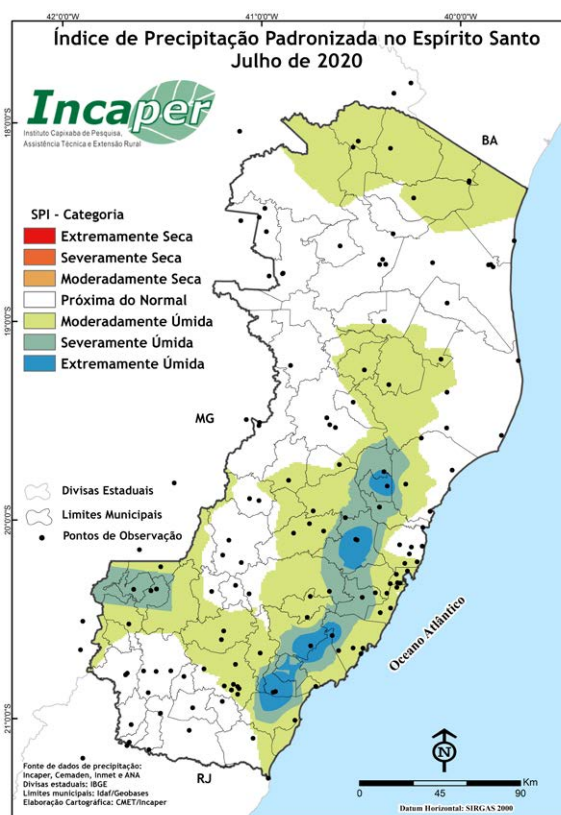 42°0'0"S
41°0'0"S
40°0'0"S
Índice de Precipitação Padronizada no Espírito Santo
Julho de 2020
Incaper
Instituto Capixaba de Pesquisa,
Assistência Técnica e Extensão Rural
18°0'0"S
BA
SPI - Categoria
Extremamente Seca
Severamente Seca
Moderadamente Seca
Próxima do Normal
Moderadamente Úmida
Severamente Úmida
Extremamente Úmida
19°0'0"S
MG
Divisas Estaduais
Limites Municipais
Pontos de Observação
20°0'0"S
Oceano Atlântico
21°0'0"S
N
Fonte de dados de precipitação:
Incaper, Cemaden, Inmet e ANA
Divisas estaduais: IBGE
Limites municipais: Idaf/Geobases
Elaboração Cartográfica: CMET/Incaper
RJ
Km
0 45 90
Datum Horizontal: SIRGAS 2000